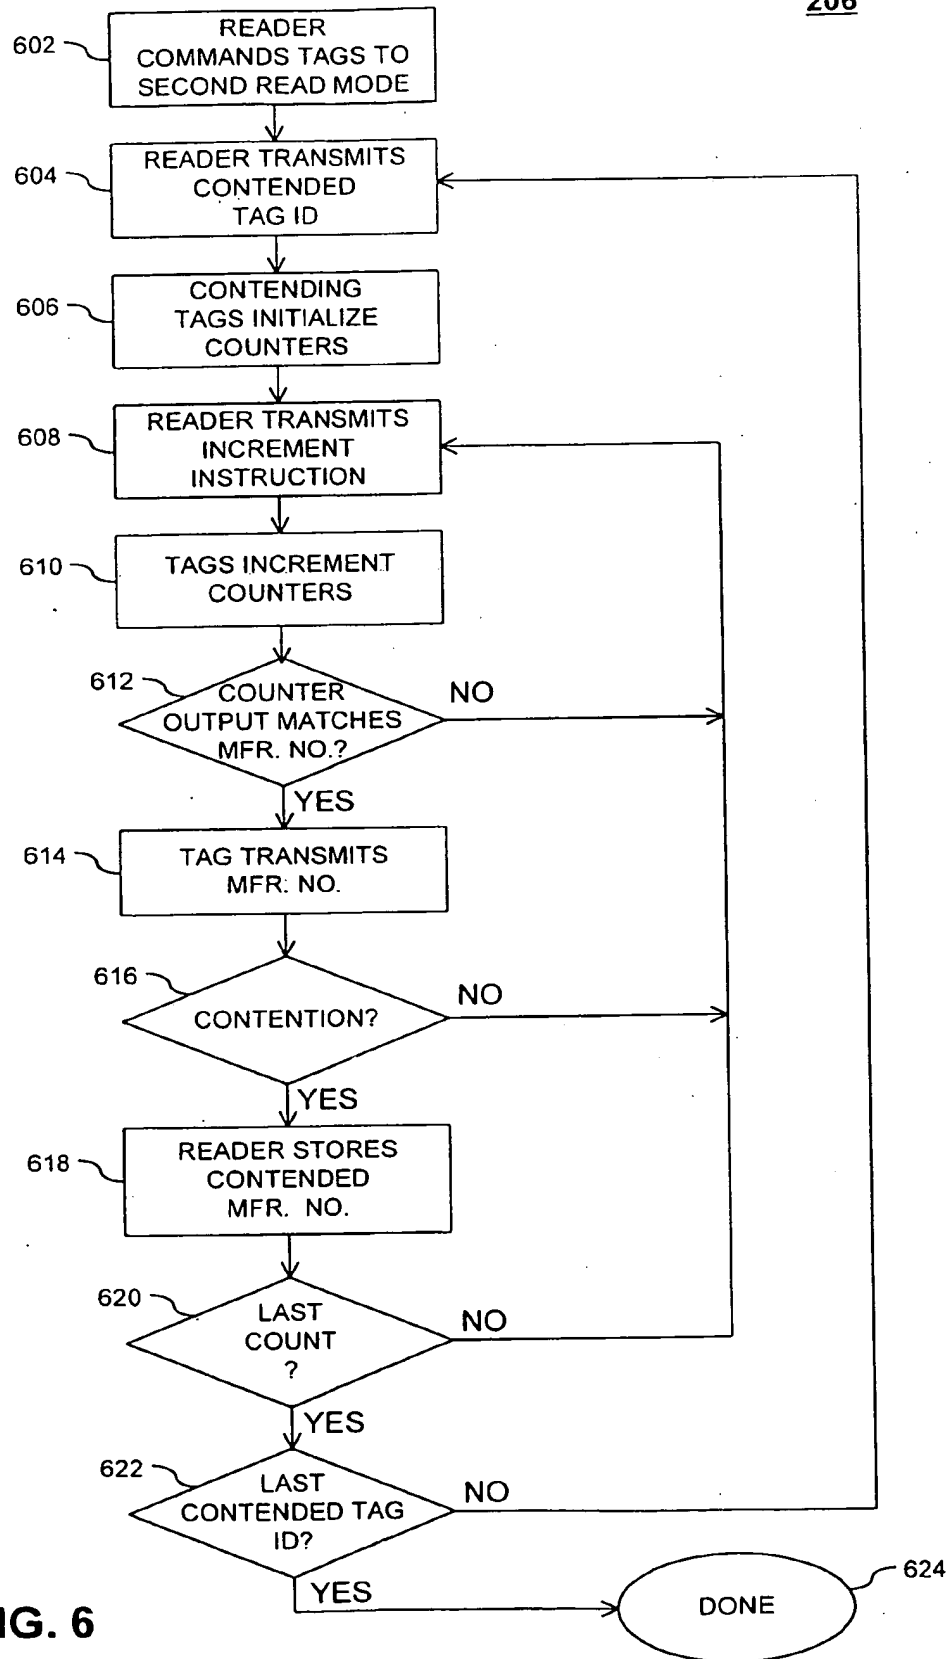 206
602
READER
COMMANDS TAGS TO
SECOND READ MODE
604
READER TRANSMITS
CONTENDED
TAG ID
606
CONTENDING
TAGS INITIALIZE
COUNTERS
608
READER TRANSMITS
INCREMENT
INSTRUCTION
610
TAGS INCREMENT
COUNTERS
612
COUNTER
OUTPUT MATCHES
MFR. NO.?
NO
YES
614
TAG TRANSMITS
MFR. NO.
616
CONTENTION?
NO
YES
618
READER STORES
CONTENDED
MFR. NO.
620
LAST
COUNT
?
NO
YES
622
LAST
CONTENDED TAG
ID?
NO
YES
DONE
624
IG. 6